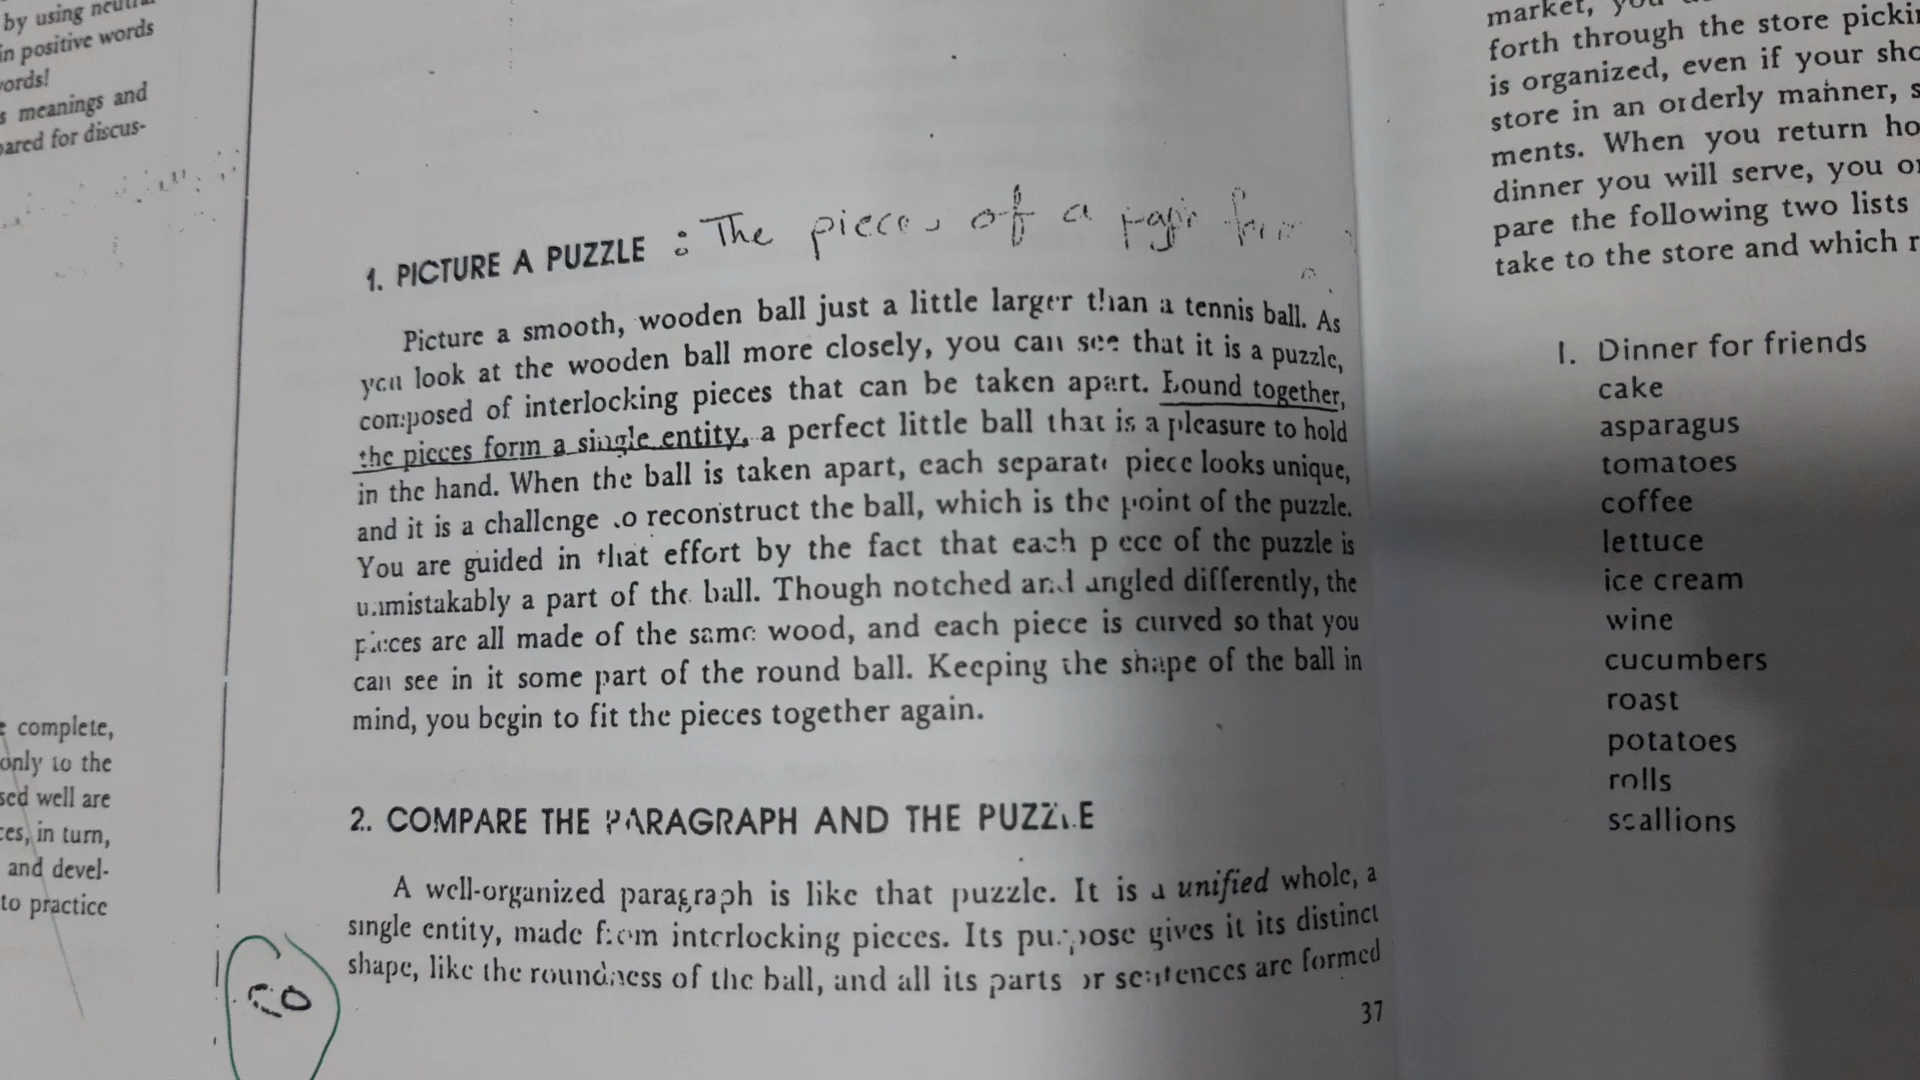 by using
in positive words
words!
meanings and
for discus-
complete,
only to the
well are
in turn,
and devel-
to practice
1. PICTURE A PUZZLE : The pieces of a
Picture a smooth, wooden ball just a little larger than a tennis ball. As
you look at the wooden ball more closely, you can see that it is a puzzle,
composed of interlocking pieces that can be taken apart. Bound together,
the pieces form a single entity, a perfect little ball that is a pleasure to hold
in the hand. When the ball is taken apart, each separate piece looks unique,
and it is a challenge to reconstruct the ball, which is the point of the puzzle.
You are guided in that effort by the fact that each piece of the puzzle is
unmistakably a part of the ball. Though notched and angled differently, the
pieces are all made of the same wood, and each piece is curved so that you
can see in it some part of the round ball. Keeping the shape of the ball in
mind, you begin to fit the pieces together again.
2. COMPARE THE PARAGRAPH AND THE PUZZLE
A well-organized paragraph is like that puzzle. It is a unified whole, a
single entity, made from interlocking pieces. Its purpose gives it its distinct
shape, like the roundness of the ball, and all its parts or sentences are formed
37
market,
forth through the store
is organized, even if your
store in an orderly manner,
ments. When you return
dinner you will serve, you
pare the following two lists
take to the store and which
I. Dinner for friends
cake
asparagus
tomatoes
coffee
lettuce
ice cream
wine
cucumbers
roast
potatoes
rolls
scallions